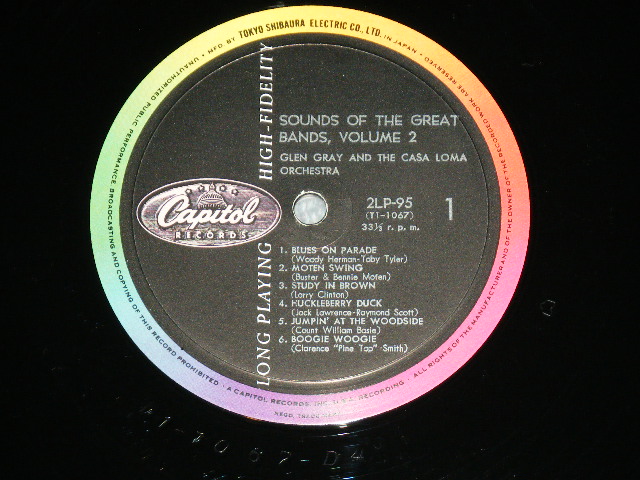 MFD. BY TOKYO SHIBAURA ELECTRIC CO., LTD. IN JAPAN • RESERVED
UNAUTHORIZED PUBLIC PERFORMANCE, BROADCASTING AND COPYING OF THIS RECORD PROHIBITED • A CAPITOL RECORDS, INC., U.S.A. RECORDING • ALL RIGHTS OF THE MANUFACTURER AND OF THE OWNER OF THE RECORDED WORK ARE
REGD. TRADE MARK
LONG PLAYING HIGH-FIDELITY
Capitol
RECORDS
SOUNDS OF THE GREAT
BANDS, VOLUME 2
GLEN GRAY AND THE CASA LOMA
ORCHESTRA
2LP-95
(T1-1067)
33⅓ r. p. m.
1
1. BLUES ON PARADE
(Woody Herman-Toby Tyler)
2. MOTEN SWING
(Buster & Bennie Moten)
3. STUDY IN BROWN
(Larry Clinton)
4. HUCKLEBERRY DUCK
(Jack Lawrence-Raymond Scott)
5. JUMPIN' AT THE WOODSIDE
(Count William Basie)
6. BOOGIE WOOGIE
(Clarence "Pine Top" Smith)